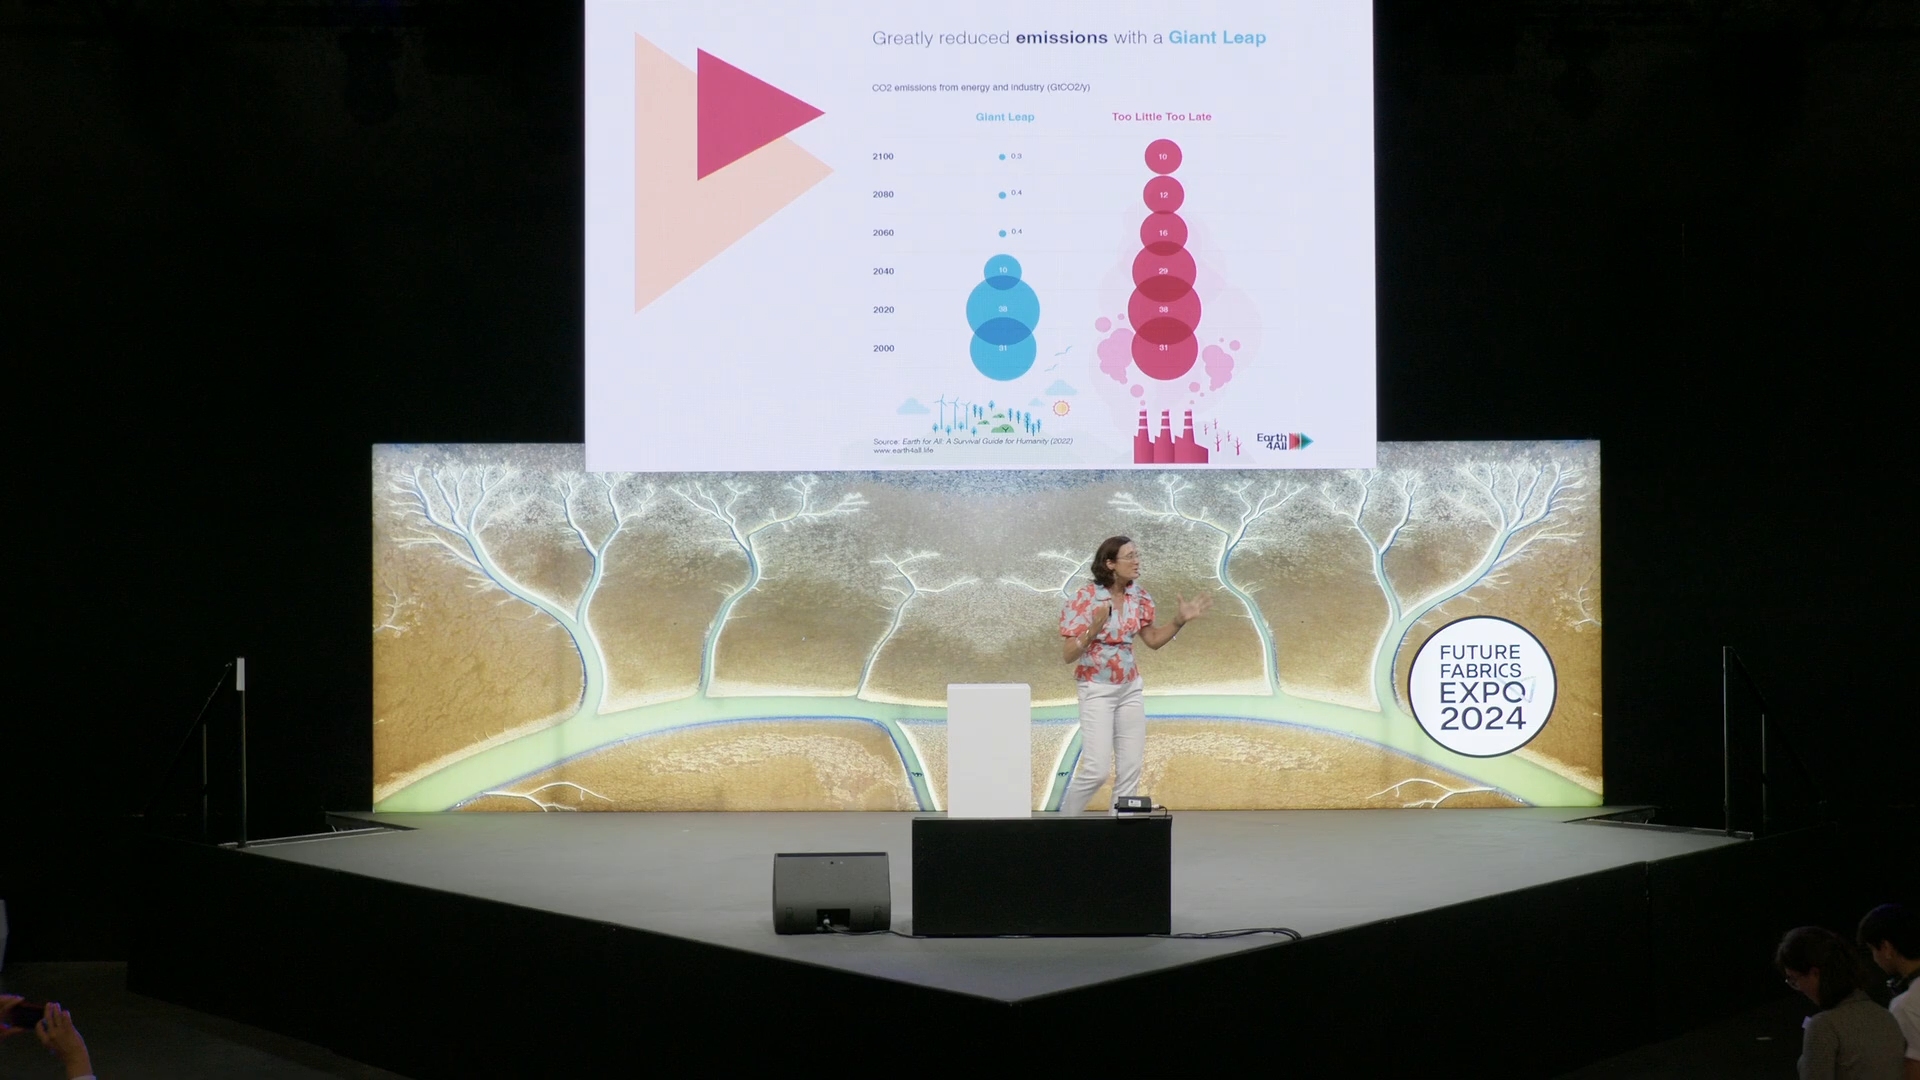 Greatly reduced emissions with a Giant Leap
CO2 emissions from energy and industry (GtCO2/y)
Giant Leap Too Little Too Late
2100 0.3 10
2080 0.4 12
2060 0.4 16
2040 10 29
2020 38 38
2000 31 31
Source: Earth for All: A Survival Guide for Humanity (2022)
www.earth4all.life
Earth
4All
FUTURE
FABRICS
EXPO
2024